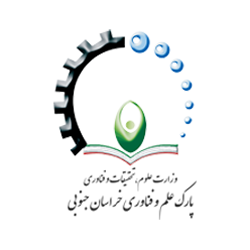 وزارت علوم، تحقیقات و فناوری
پارک علم و فناوری خراسان جنوبی